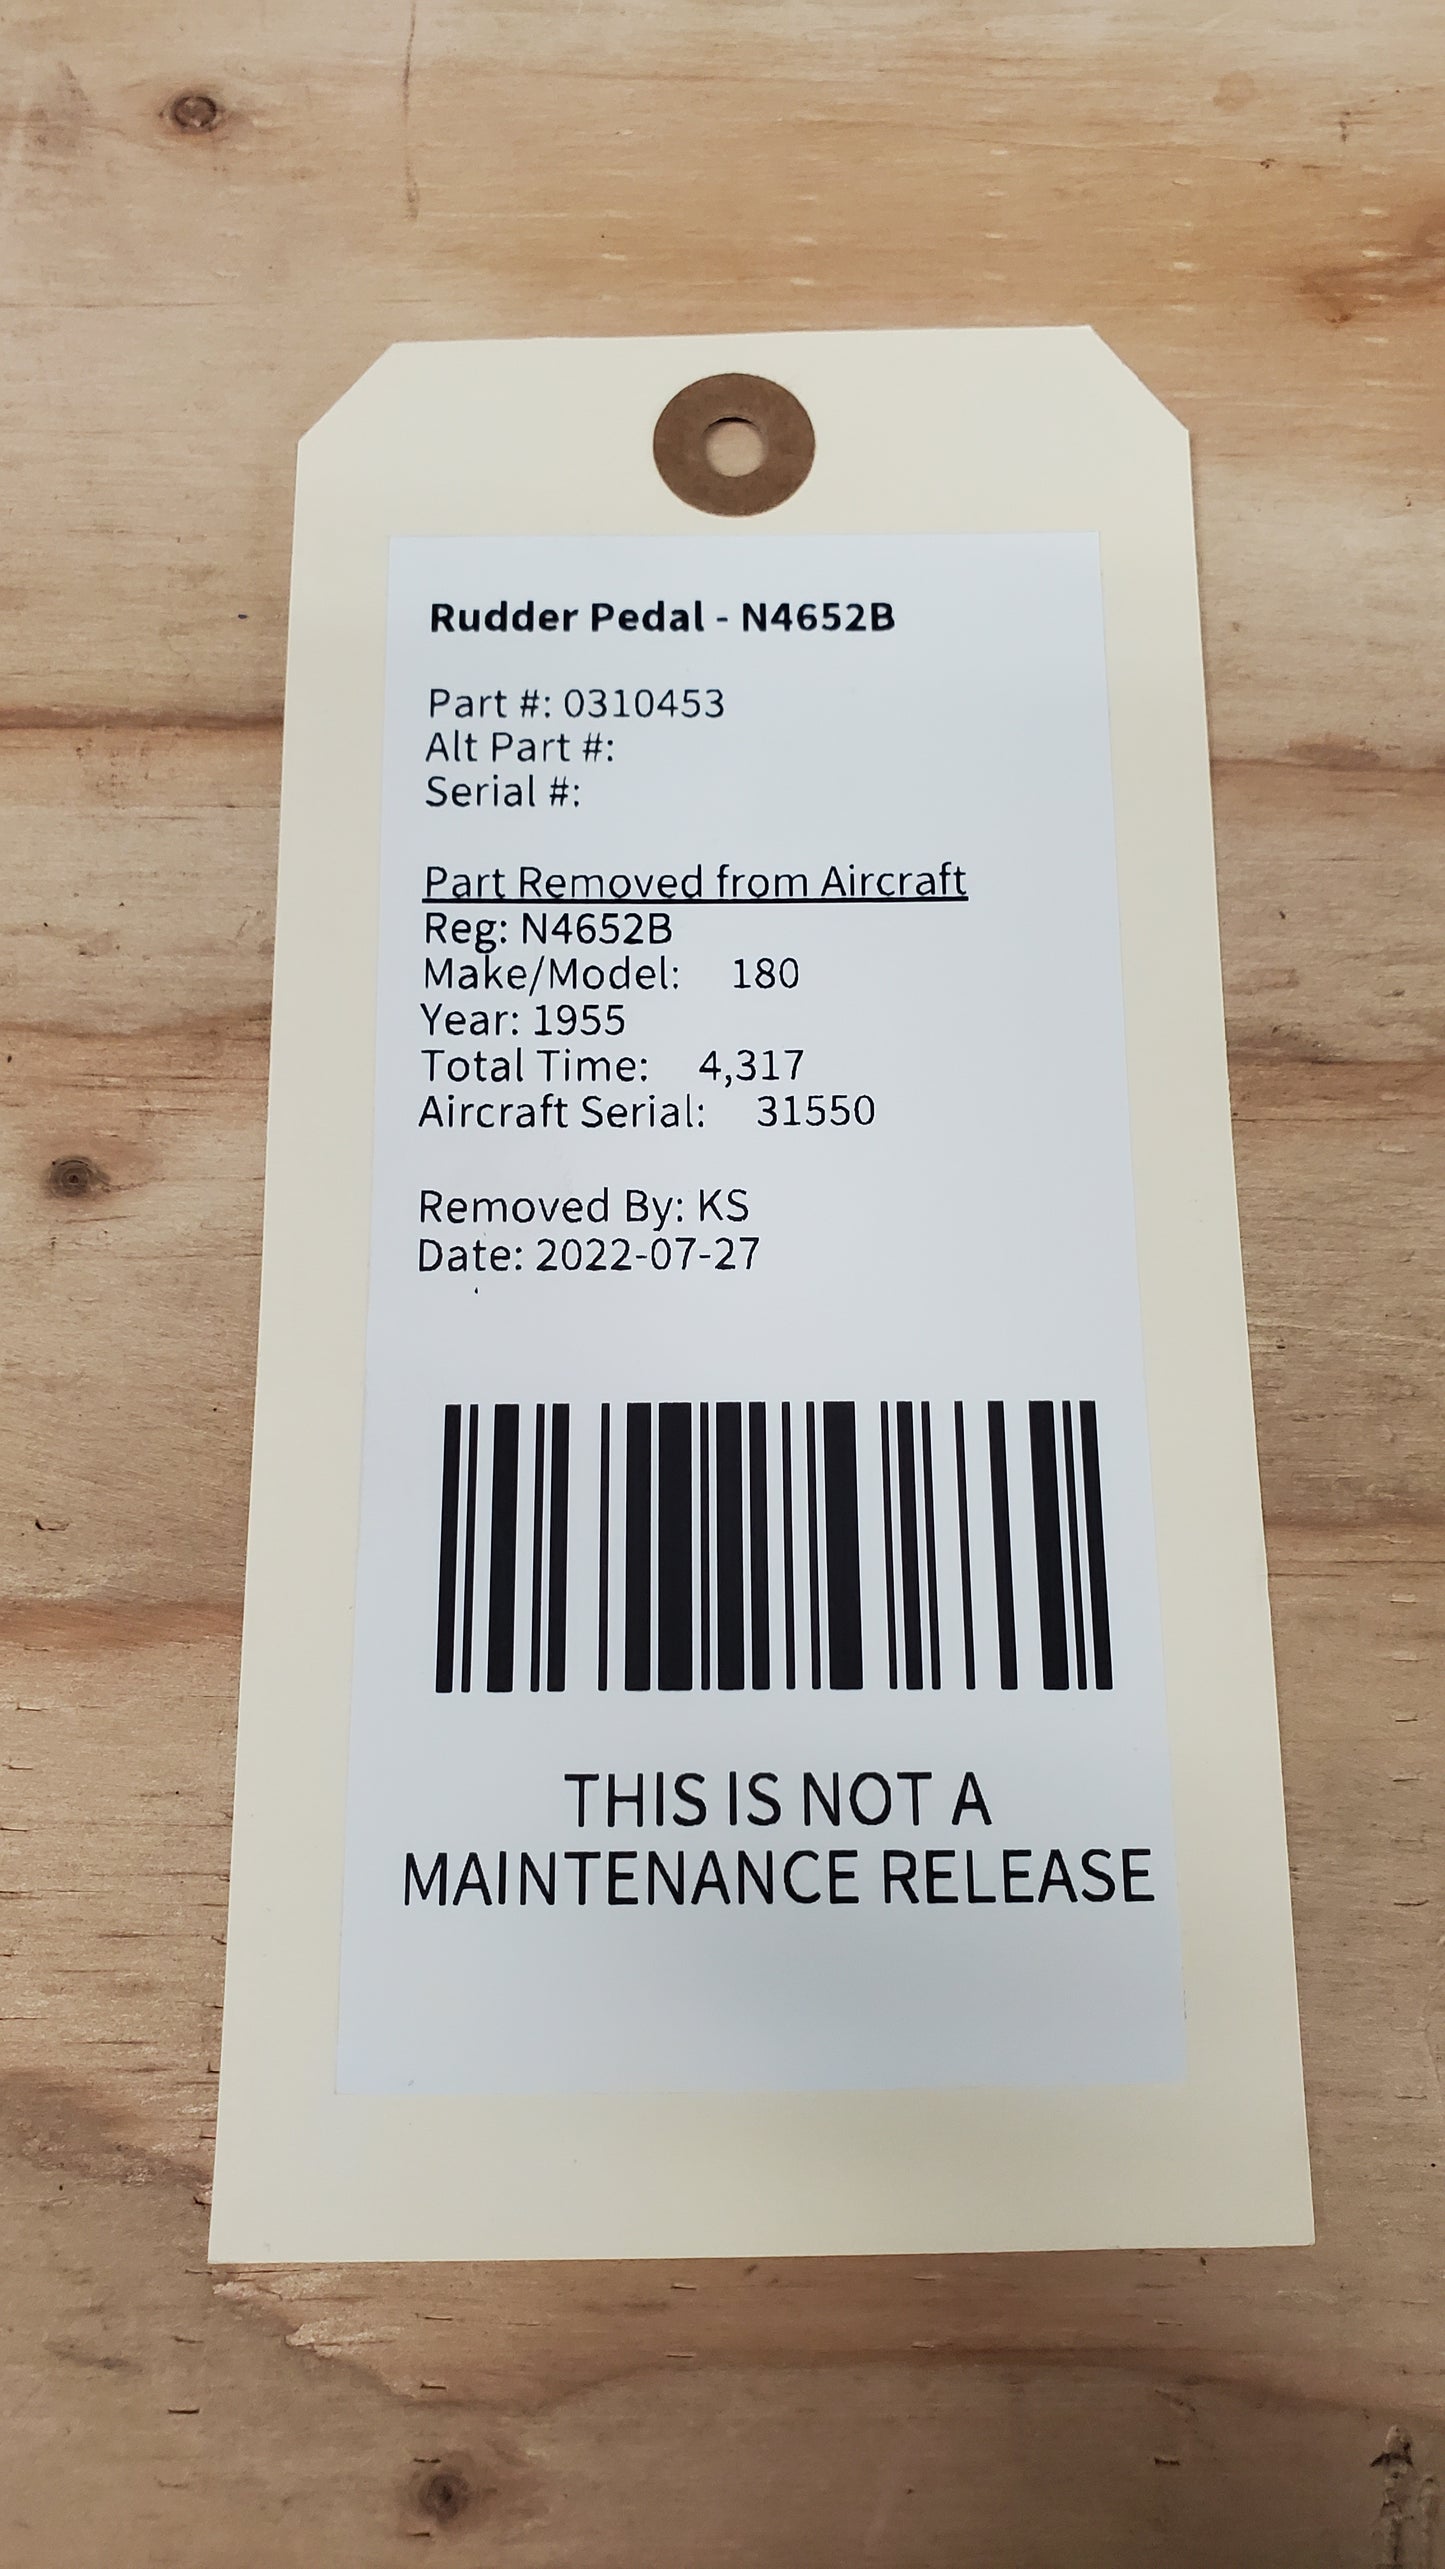 Rudder Pedal - N4652B
Part #: 0310453
Alt Part #:
Serial #:
Part Removed from Aircraft
Reg: N4652B
Make/Model: 180
Year: 1955
Total Time: 4,317
Aircraft Serial: 31550
Removed By: KS
Date: 2022-07-27
THIS IS NOT A
MAINTENANCE RELEASE